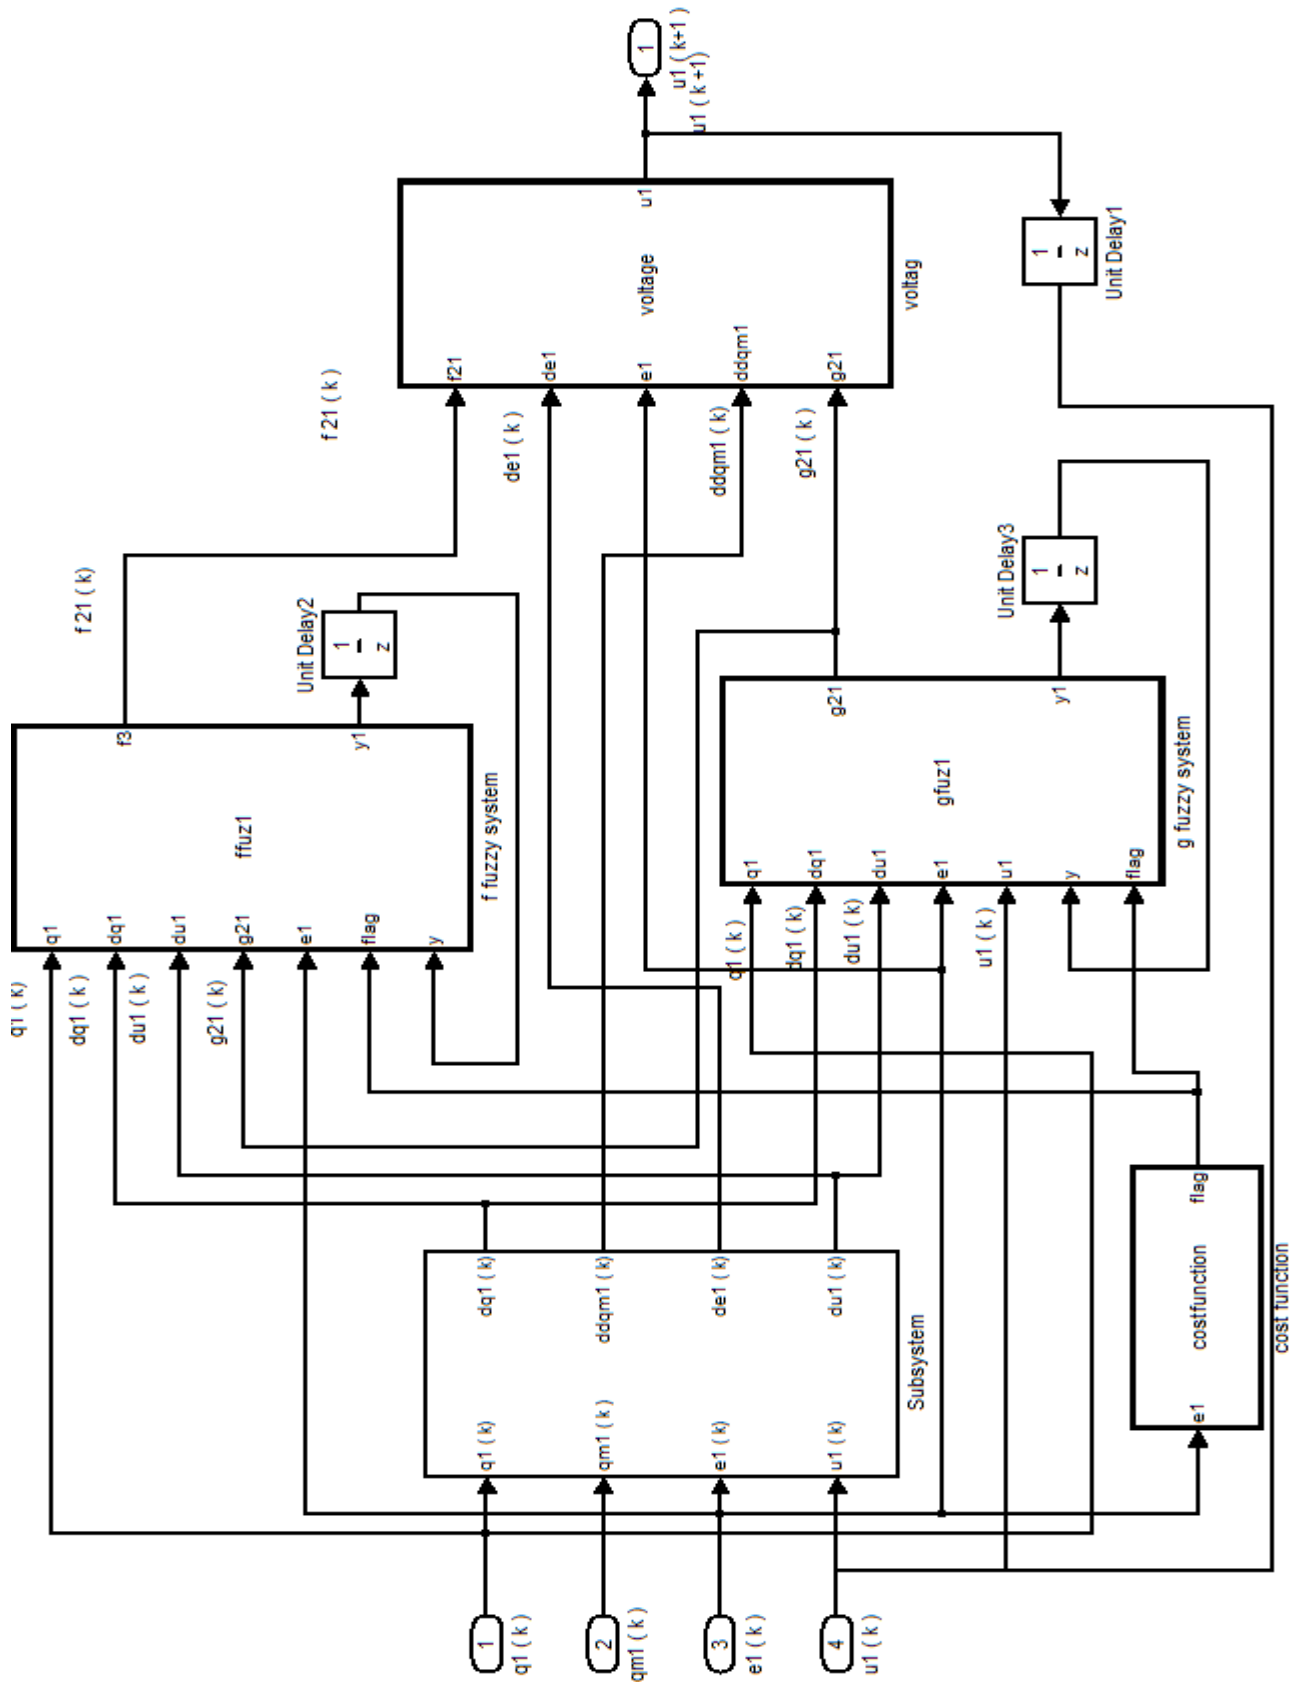 1
q1 ( k )
2
qm1 ( k )
3
e1 ( k )
4
u1 ( k )
q1 ( k)
qm1 ( k )
e1 ( k)
u1 ( k)
dq1 ( k)
ddqm1 ( k)
de1 ( k)
du1 ( k)
Subsystem
e1
costfunction
flag
cost function
q1 ( k)
dq1 ( k )
du1 ( k )
g21 ( k)
q1
dq1
du1
g21
e1
flag
y
ffuz1
f3
y1
f fuzzy system
Unit Delay2
1
z
f 21 ( k)
f 21 ( k )
q1 ( k )
dq1 ( k)
du1 ( k)
u1 ( k )
q1
dq1
du1
e1
u1
y
flag
gfuz1
g21
y1
g fuzzy system
Unit Delay3
1
z
de1 ( k )
ddqm1 ( k)
g21 ( k )
f21
de1
e1
ddqm1
g21
voltage
u1
voltag
Unit Delay1
1
z
1
u1 ( k+1 )
u1 ( k +1)